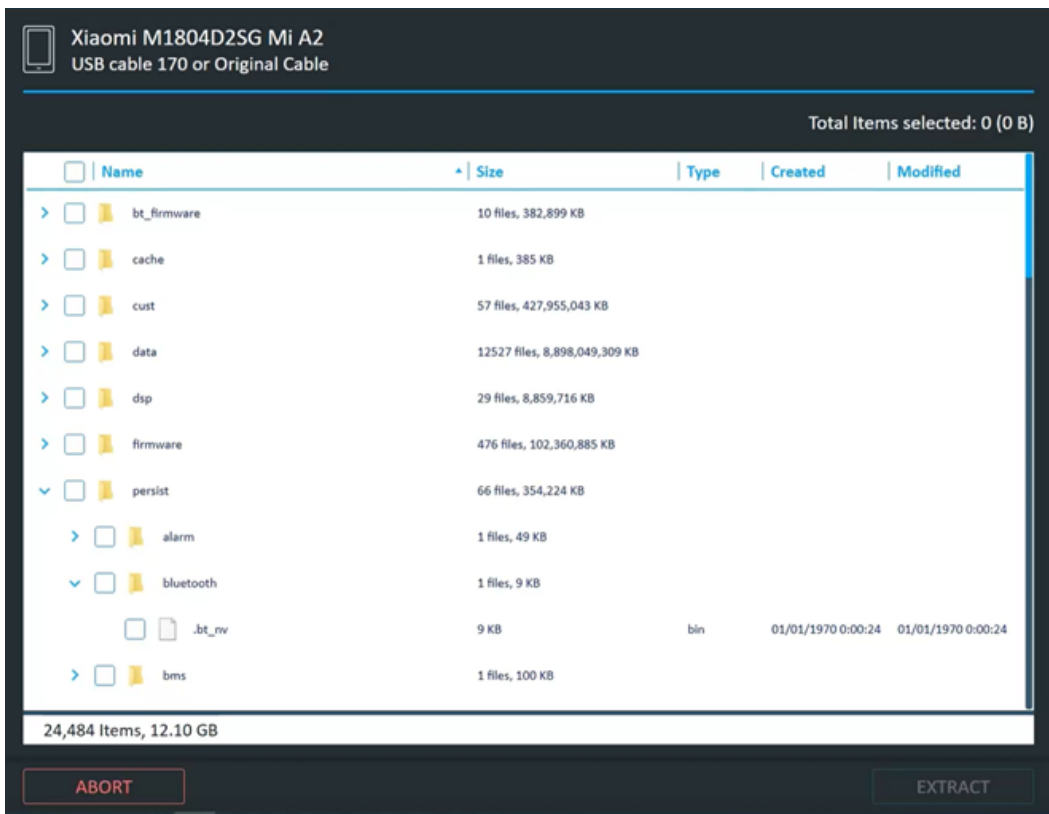 Xiaomi M1804D2SG Mi A2
USB cable 170 or Original Cable
Total Items selected: 0 (0 B)
Name Size Type Created Modified
bt_firmware 10 files, 382,899 KB
cache 1 files, 385 KB
cust 57 files, 427,955,043 KB
data 12527 files, 8,898,049,309 KB
dsp 29 files, 8,859,716 KB
firmware 476 files, 102,360,885 KB
persist 66 files, 354,224 KB
alarm 1 files, 49 KB
bluetooth 1 files, 9 KB
.bt_nv 9 KB bin 01/01/1970 0:00:24 01/01/1970 0:00:24
bms 1 files, 100 KB
24,484 Items, 12.10 GB
ABORT EXTRACT